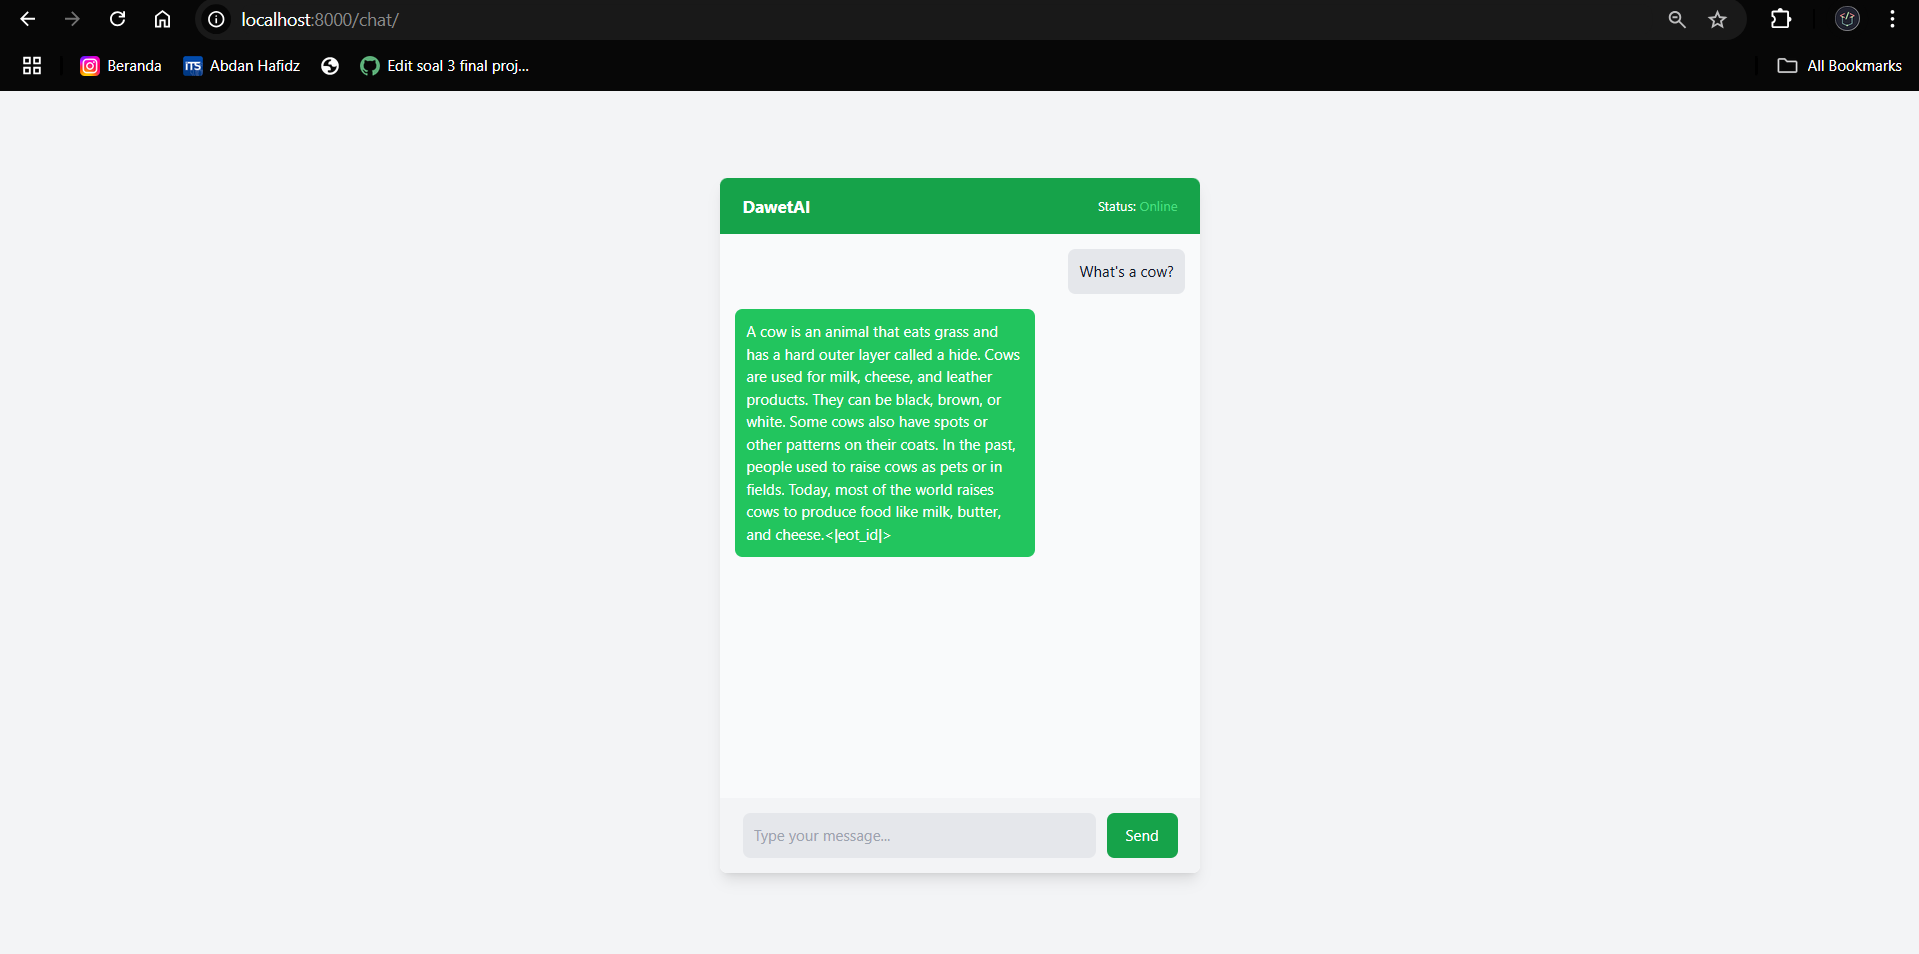 localhost:8000/chat/
Beranda
ITS Abdan Hafidz
Edit soal 3 final proj...
All Bookmarks
DawetAI
Status: Online
What's a cow?
A cow is an animal that eats grass and
has a hard outer layer called a hide. Cows
are used for milk, cheese, and leather
products. They can be black, brown, or
white. Some cows also have spots or
other patterns on their coats. In the past,
people used to raise cows as pets or in
fields. Today, most of the world raises
cows to produce food like milk, butter,
and cheese.<|eot_id|>
Type your message...
Send